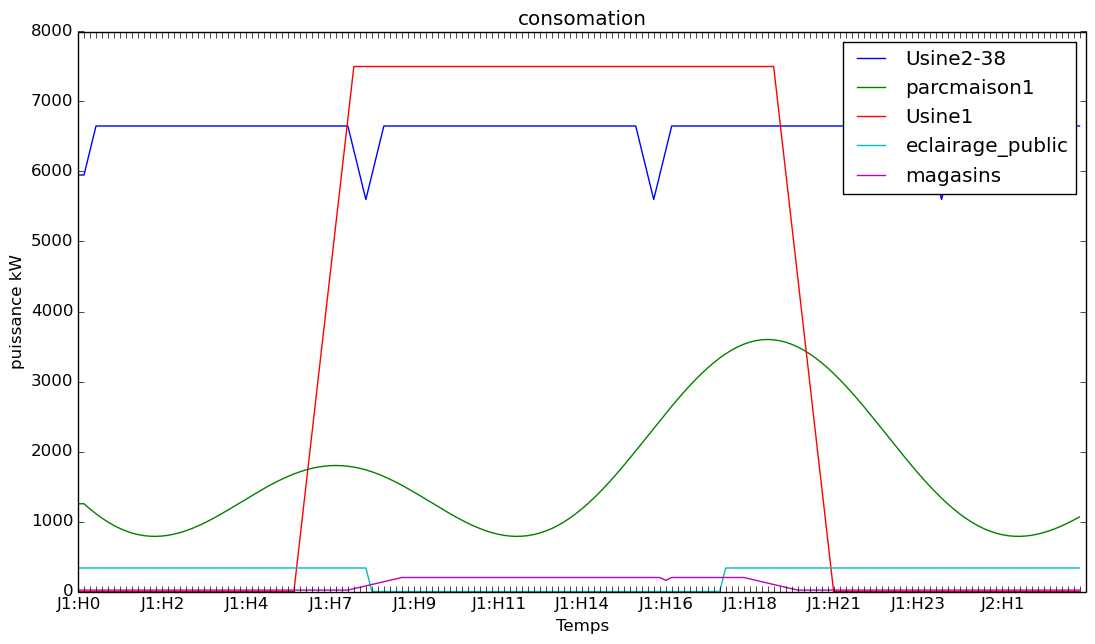 consomation
8000
7000
6000
5000
4000
3000
2000
1000
0
puissance kW
Usine2-38
parcmaison1
Usine1
eclairage_public
magasins
J1:H0 J1:H2 J1:H4 J1:H7 J1:H9 J1:H11 J1:H14 J1:H16 J1:H18 J1:H21 J1:H23 J2:H1
Temps